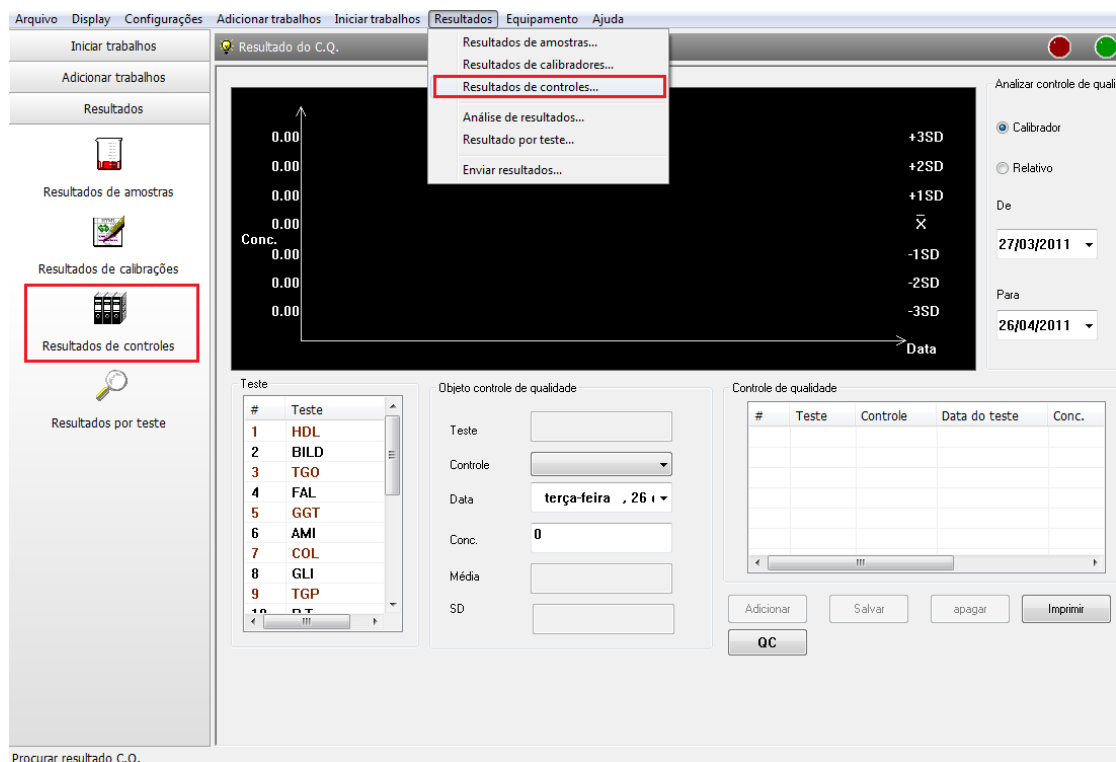 Arquivo Display Configurações Adicionar trabalhos Iniciar trabalhos Resultados Equipamento Ajuda
Iniciar trabalhos
Adicionar trabalhos
Resultados
Resultados de amostras
Resultados de calibrações
Resultados de controles
Resultados por teste
Resultado do C.Q.
Resultados de amostras...
Resultados de calibradores...
Resultados de controles...
Análise de resultados...
Resultado por teste...
Enviar resultados...
0.00 +3SD
0.00 +2SD
0.00 +1SD
0.00 X̄
Conc.
0.00 -1SD
0.00 -2SD
0.00 -3SD
Data
Analizar controle de quali
Calibrador
Relativo
De
27/03/2011
Para
26/04/2011
Teste
# Teste
1 HDL
2 BILD
3 TGO
4 FAL
5 GGT
6 AMI
7 COL
8 GLI
9 TGP
Objeto controle de qualidade
Teste
Controle
Data terça-feira , 26
Conc. 0
Média
SD
Controle de qualidade
# Teste Controle Data do teste Conc.
Adicionar Salvar apagar Imprimir
QC
Procurar resultado C.Q.